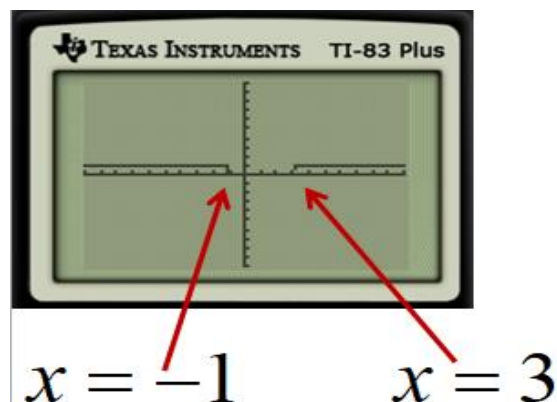 TEXAS INSTRUMENTS TI-83 Plus
x = −1 x = 3